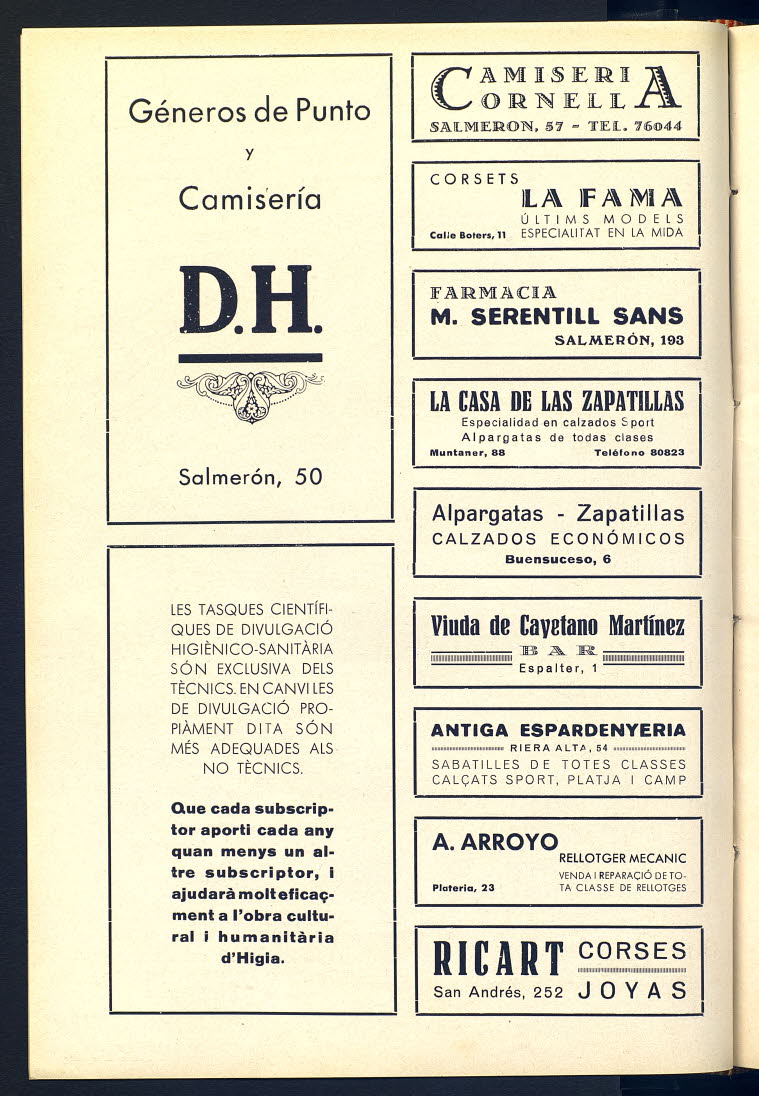 Géneros de Punto
y
Camisería
D.H.
Salmerón, 50
LES TASQUES CIENTÍFI-
QUES DE DIVULGACIÓ
HIGIÈNICO-SANITÀRIA
SÓN EXCLUSIVA DELS
TÈCNICS. EN CANVI LES
DE DIVULGACIÓ PRO-
PIÀMENT DITA SÓN
MÉS ADEQUADES ALS
NO TÈCNICS.
Que cada subscrip-
tor aporti cada any
quan menys un al-
tre subscriptor, i
ajudarà molt eficaç-
ment a l'obra cultu-
ral i humanitària
d'Higia.
CAMISERIA
CORNELLA
SALMERON, 57 - TEL. 76044
CORSETS
LA FAMA
ÚLTIMS MODELS
Calle Boters, 11 ESPECIALITAT EN LA MIDA
FARMACIA
M. SERENTILL SANS
SALMERÓN, 193
LA CASA DE LAS ZAPATILLAS
Especialidad en calzados Sport
Alpargatas de todas clases
Muntaner, 88 Teléfono 80823
Alpargatas - Zapatillas
CALZADOS ECONÓMICOS
Buensuceso, 6
Viuda de Cayetano Martínez
BAR
Espalter, 1
ANTIGA ESPARDENYERIA
RIERA ALTA, 54
SABATILLES DE TOTES CLASSES
CALÇATS SPORT, PLATJA I CAMP
A. ARROYO
RELLOTGER MECANIC
VENDA I REPARACIÓ DE TO-
Plateria, 23 TA CLASSE DE RELLOTGES
RICART CORSES
San Andrés, 252 JOYAS